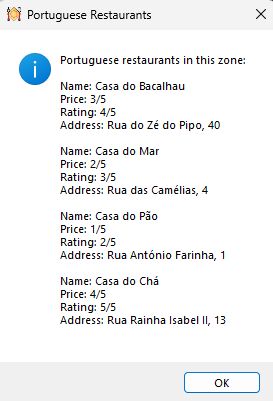 Portuguese Restaurants
Portuguese restaurants in this zone:
Name: Casa do Bacalhau
Price: 3/5
Rating: 4/5
Address: Rua do Zé do Pipo, 40
Name: Casa do Mar
Price: 2/5
Rating: 3/5
Address: Rua das Camélias, 4
Name: Casa do Pão
Price: 1/5
Rating: 2/5
Address: Rua António Farinha, 1
Name: Casa do Chá
Price: 4/5
Rating: 5/5
Address: Rua Rainha Isabel II, 13
OK